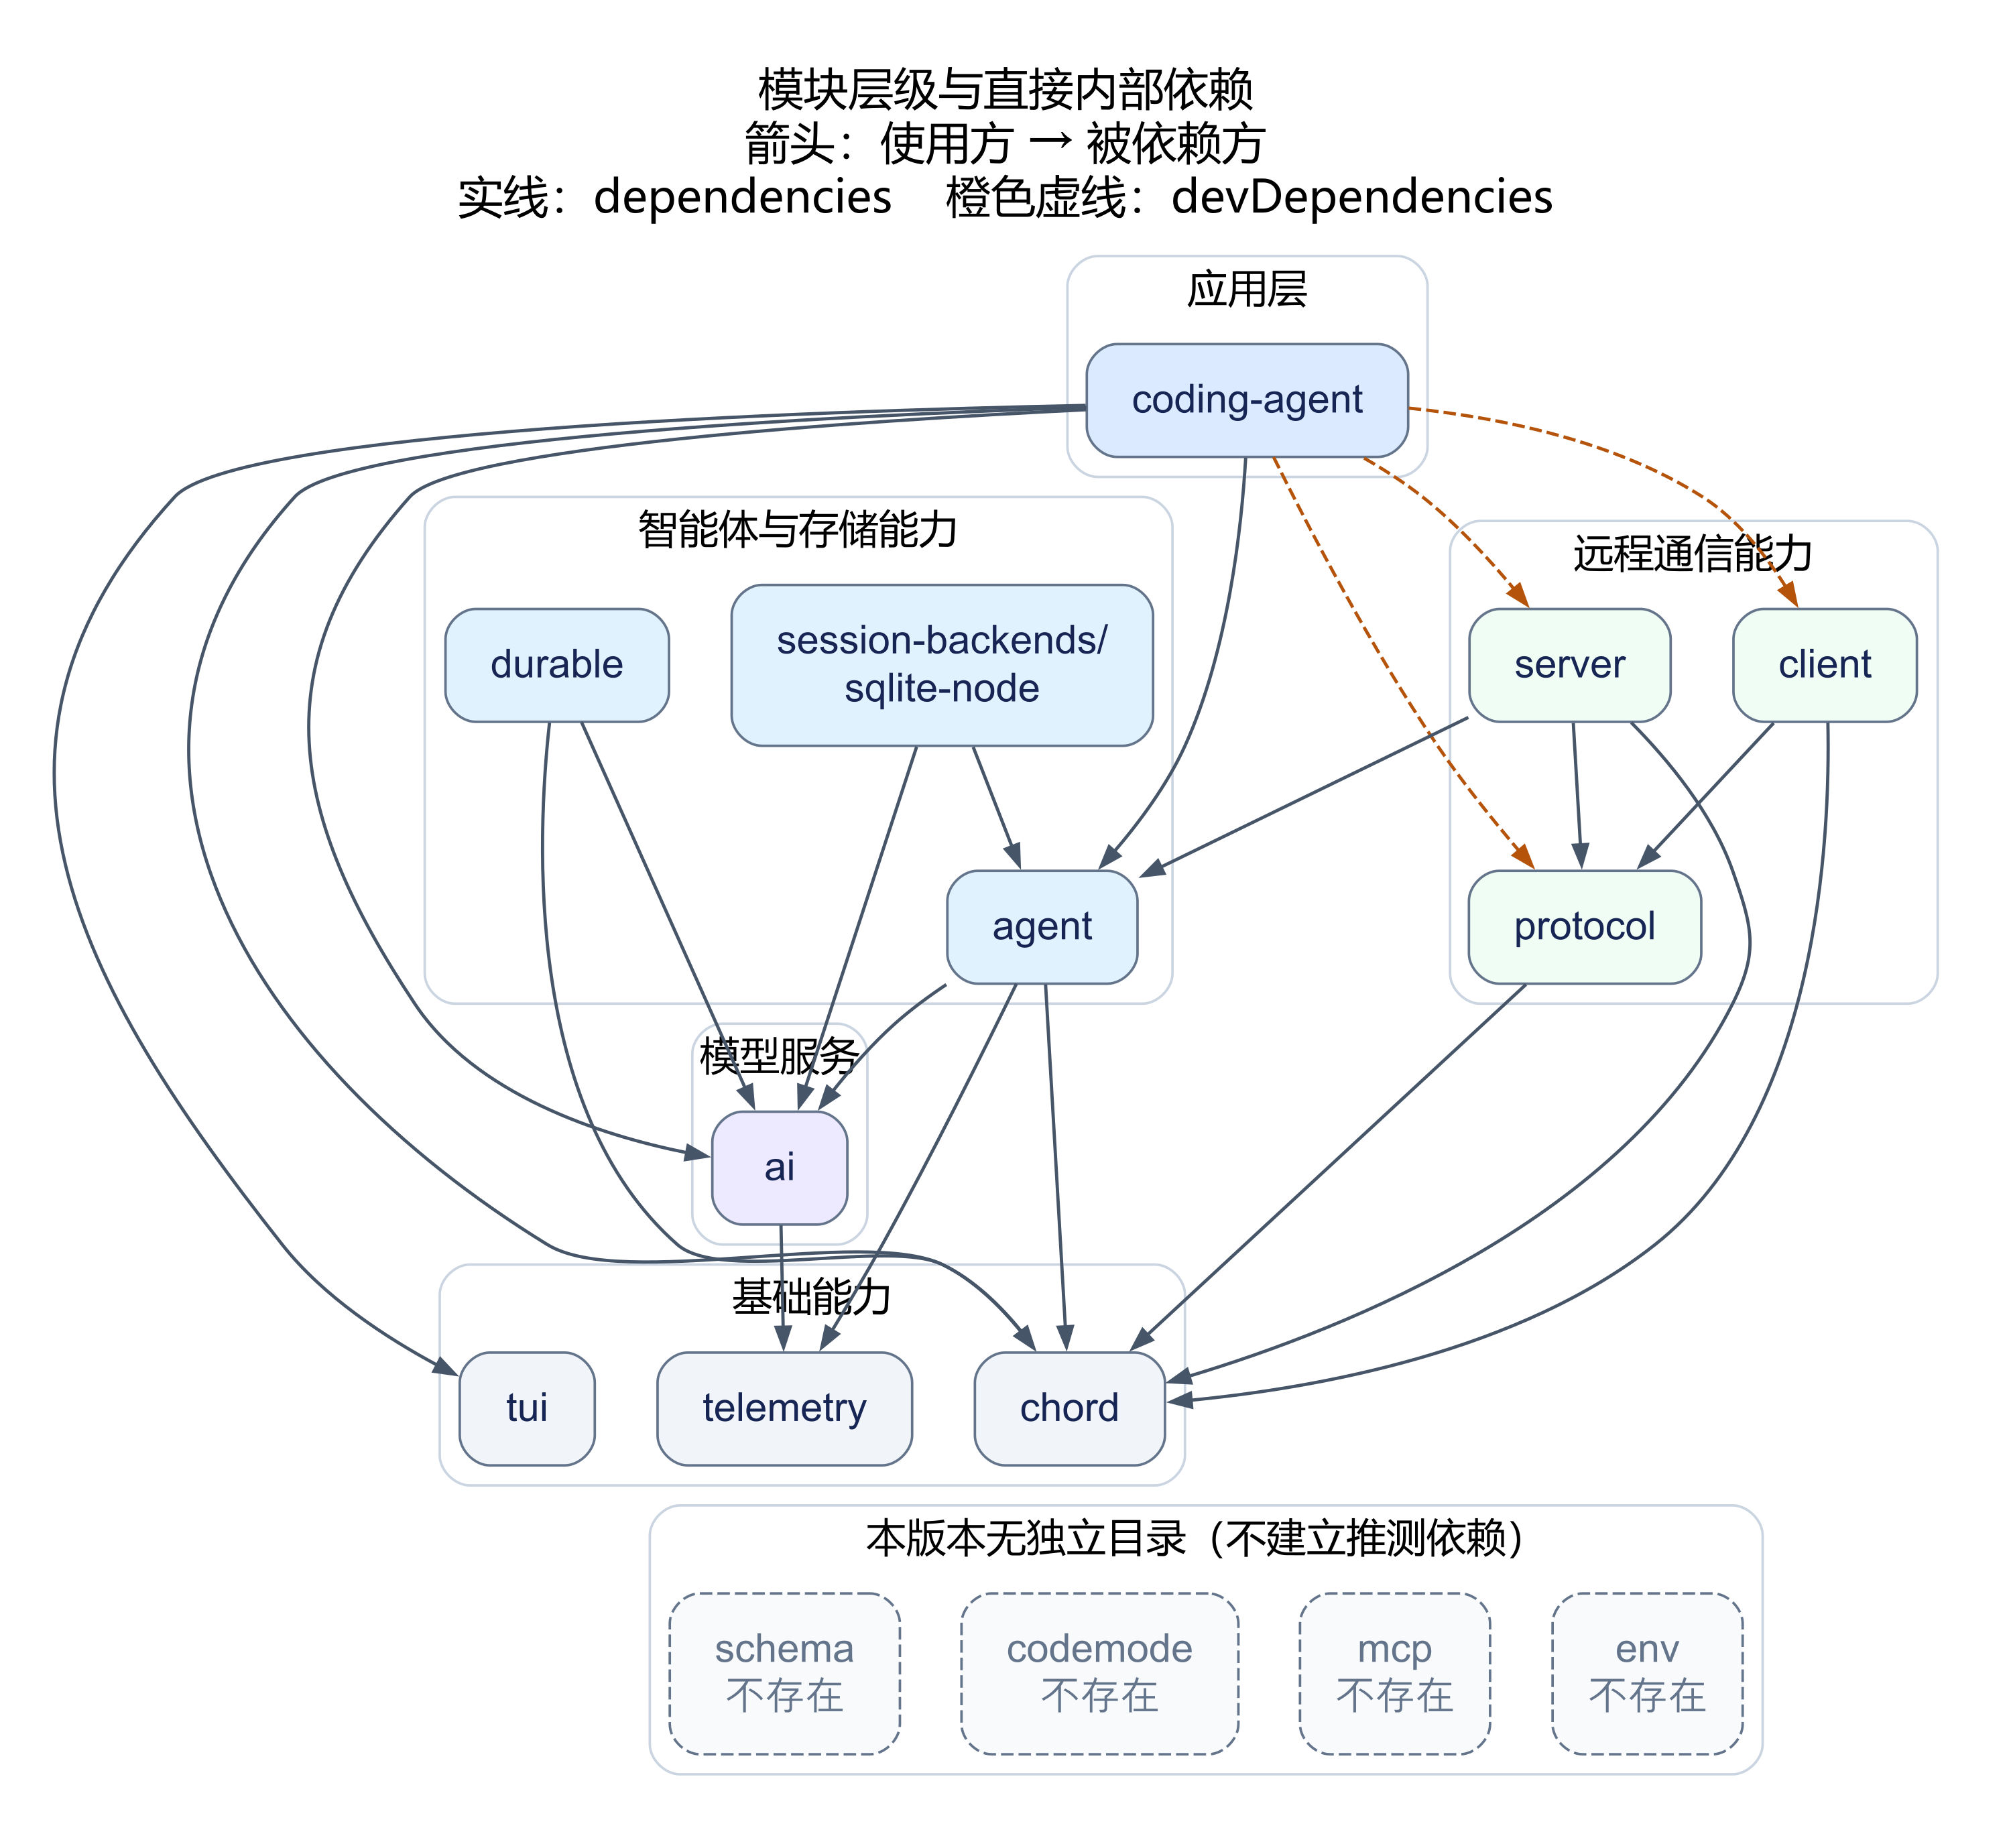 模块层级与直接内部依赖
箭头：使用方 → 被依赖方
实线：dependencies　橙色虚线：devDependencies
应用层
coding-agent
智能体与存储能力
durable
session-backends/
sqlite-node
agent
远程通信能力
server
client
protocol
模型服务
ai
基础能力
tui
telemetry
chord
本版本无独立目录（不建立推测依赖）
schema
不存在
codemode
不存在
mcp
不存在
env
不存在